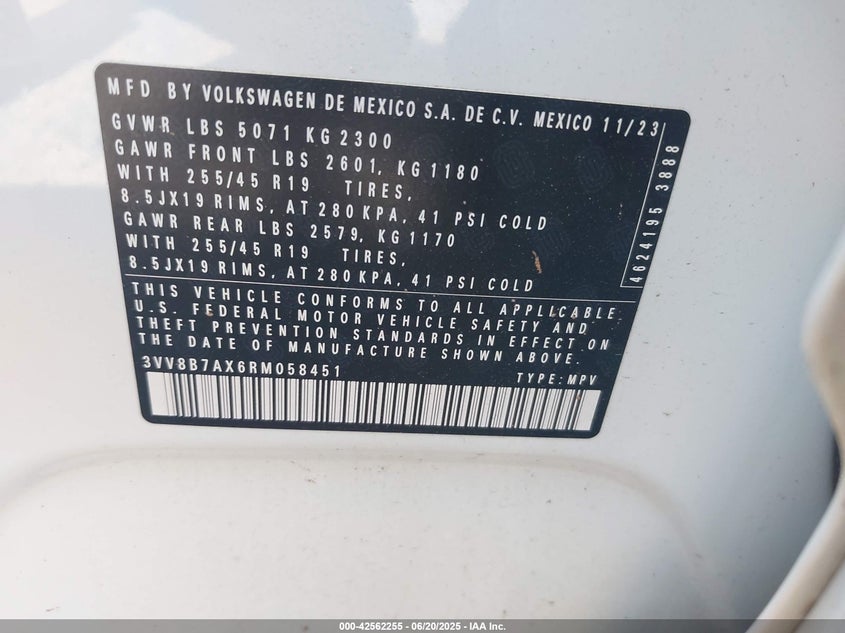 MFD BY VOLKSWAGEN DE MEXICO S.A. DE C.V. MEXICO 11/23
GVWR LBS 5071 KG 2300
GAWR FRONT LBS 2601, KG 1180
WITH 255/45 R19 TIRES,
8.5JX19 RIMS, AT 280 KPA, 41 PSI COLD
GAWR REAR LBS 2579, KG 1170
WITH 255/45 R19 TIRES,
8.5JX19 RIMS, AT 280 KPA, 41 PSI COLD
4624195 3888
THIS VEHICLE CONFORMS TO ALL APPLICABLE
U.S. FEDERAL MOTOR VEHICLE SAFETY AND
THEFT PREVENTION STANDARDS IN EFFECT ON
THE DATE OF MANUFACTURE SHOWN ABOVE.
3VV8B7AX6RM058451 TYPE: MPV
000-42562255 - 06/20/2025 - IAA Inc.